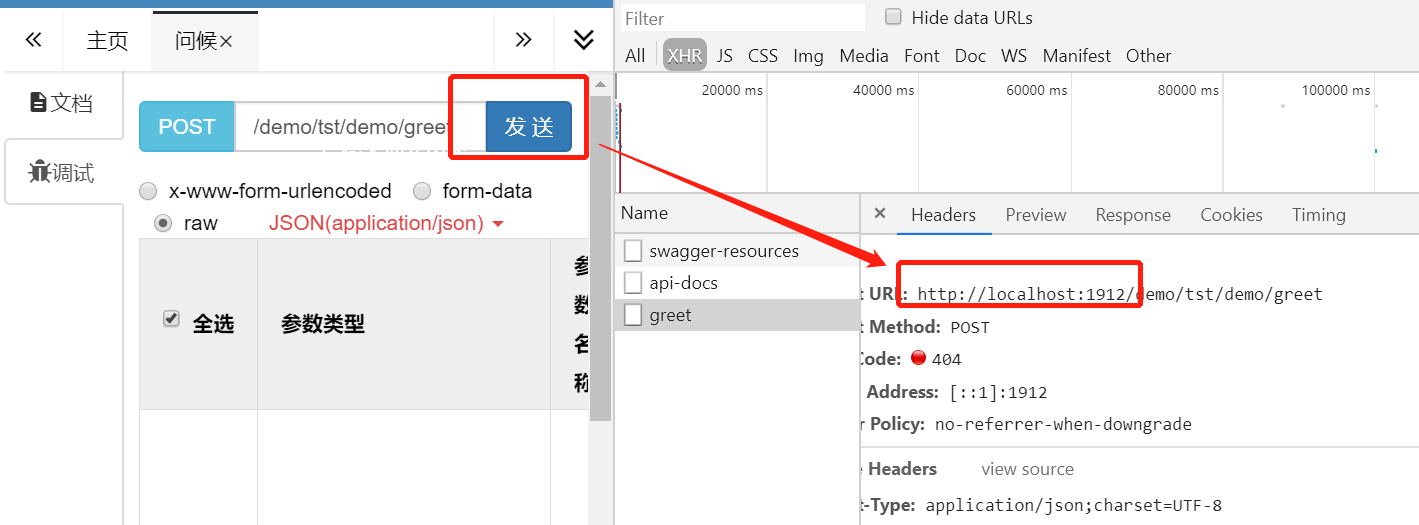 主页
问候×
文档
调试
POST
/demo/tst/demo/greet
发 送
x-www-form-urlencoded
form-data
raw
JSON(application/json)
全选
参数类型
参
数
名
称
Filter
Hide data URLs
All
XHR
JS
CSS
Img
Media
Font
Doc
WS
Manifest
Other
20000 ms
40000 ms
60000 ms
80000 ms
100000 ms
Name
swagger-resources
api-docs
greet
× Headers Preview Response Cookies Timing
t URL: http://localhost:1912/demo/tst/demo/greet
t Method: POST
Code: 404
Address: [::1]:1912
r Policy: no-referrer-when-downgrade
e Headers view source
t-Type: application/json;charset=UTF-8